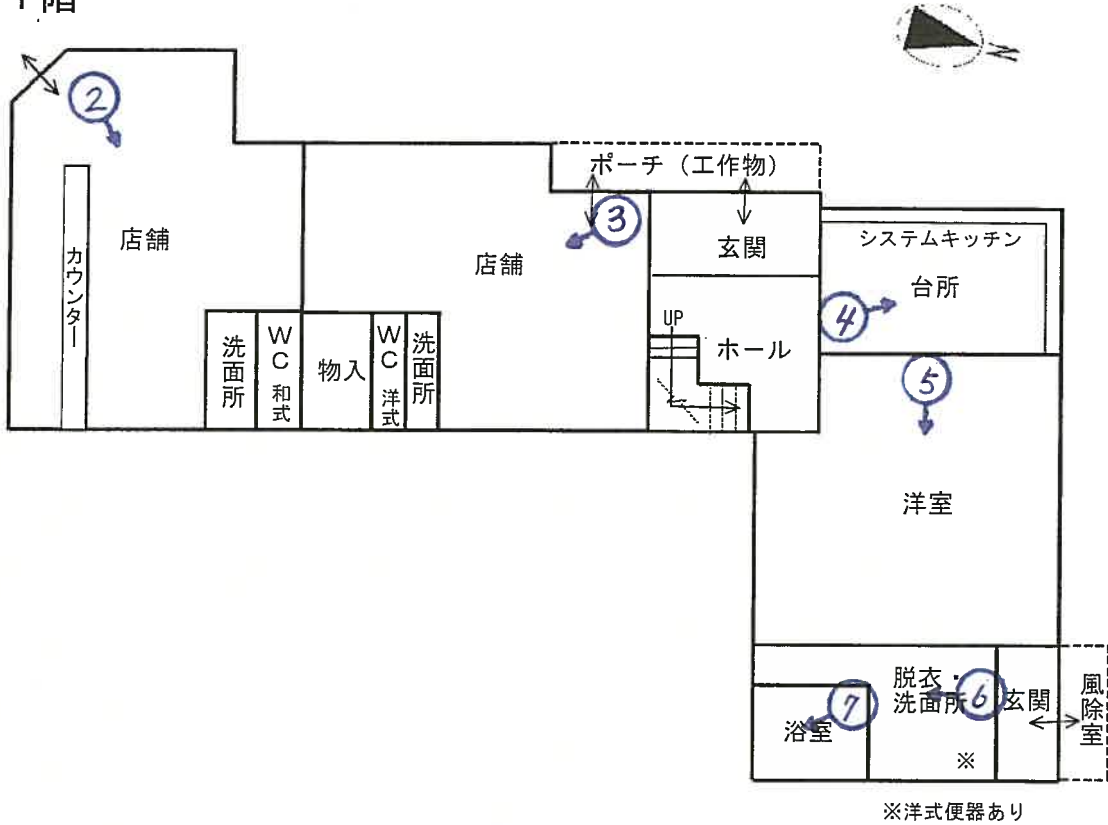 1階
N
②
ポーチ（工作物）
③
店舗
カウンター
店舗
玄関
システムキッチン
台所
④
UP
ホール
洗面所
WC 和式
物入
WC 洋式
洗面所
⑤
洋室
脱衣・
洗面所
⑥
玄関
風除室
⑦
浴室
※
※洋式便器あり